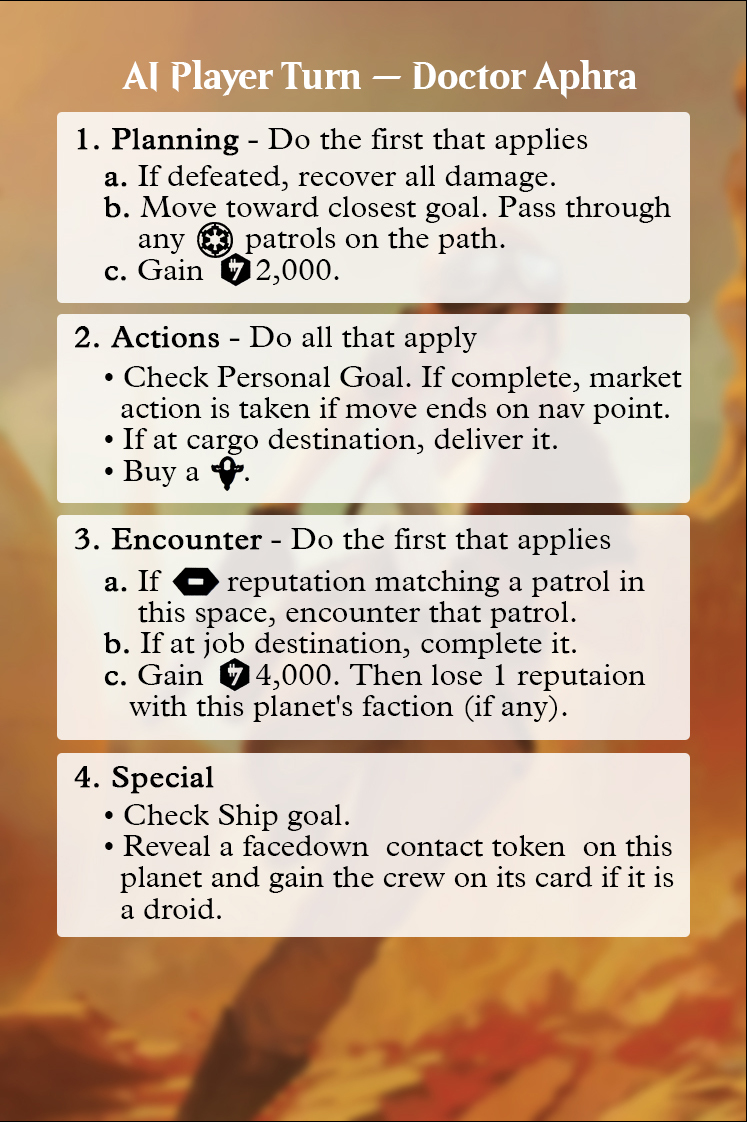 AI Player Turn — Doctor Aphra
1. Planning - Do the first that applies
a. If defeated, recover all damage.
b. Move toward closest goal. Pass through
any patrols on the path.
c. Gain 2,000.
2. Actions - Do all that apply
• Check Personal Goal. If complete, market
action is taken if move ends on nav point.
• If at cargo destination, deliver it.
• Buy a .
3. Encounter - Do the first that applies
a. If reputation matching a patrol in
this space, encounter that patrol.
b. If at job destination, complete it.
c. Gain 4,000. Then lose 1 reputaion
with this planet's faction (if any).
4. Special
• Check Ship goal.
• Reveal a facedown contact token on this
planet and gain the crew on its card if it is
a droid.